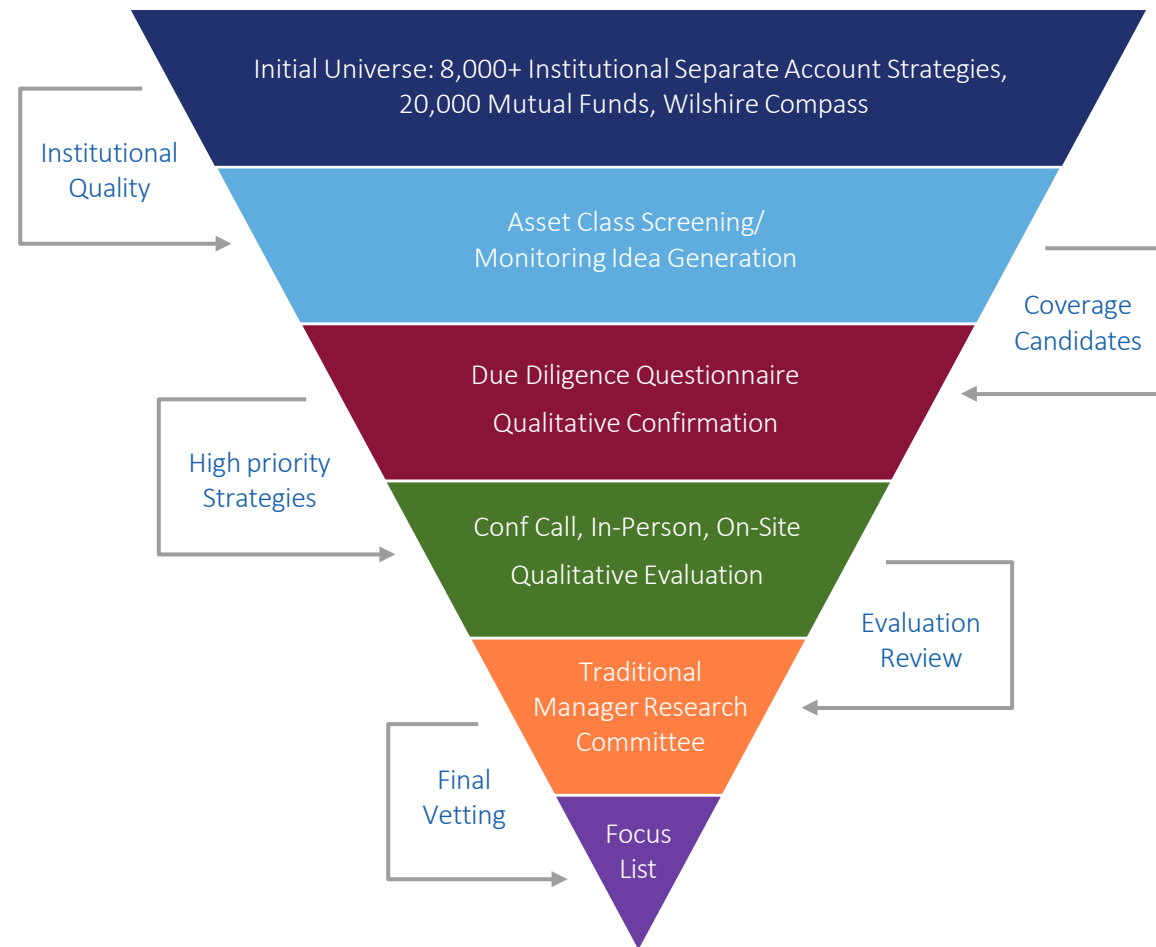 Initial Universe: 8,000+ Institutional Separate Account Strategies,
20,000 Mutual Funds, Wilshire Compass
Institutional
Quality
Asset Class Screening/
Monitoring Idea Generation
Coverage
Candidates
Due Diligence Questionnaire
Qualitative Confirmation
High priority
Strategies
Conf Call, In-Person, On-Site
Qualitative Evaluation
Evaluation
Review
Traditional
Manager Research
Committee
Final
Vetting
Focus
List